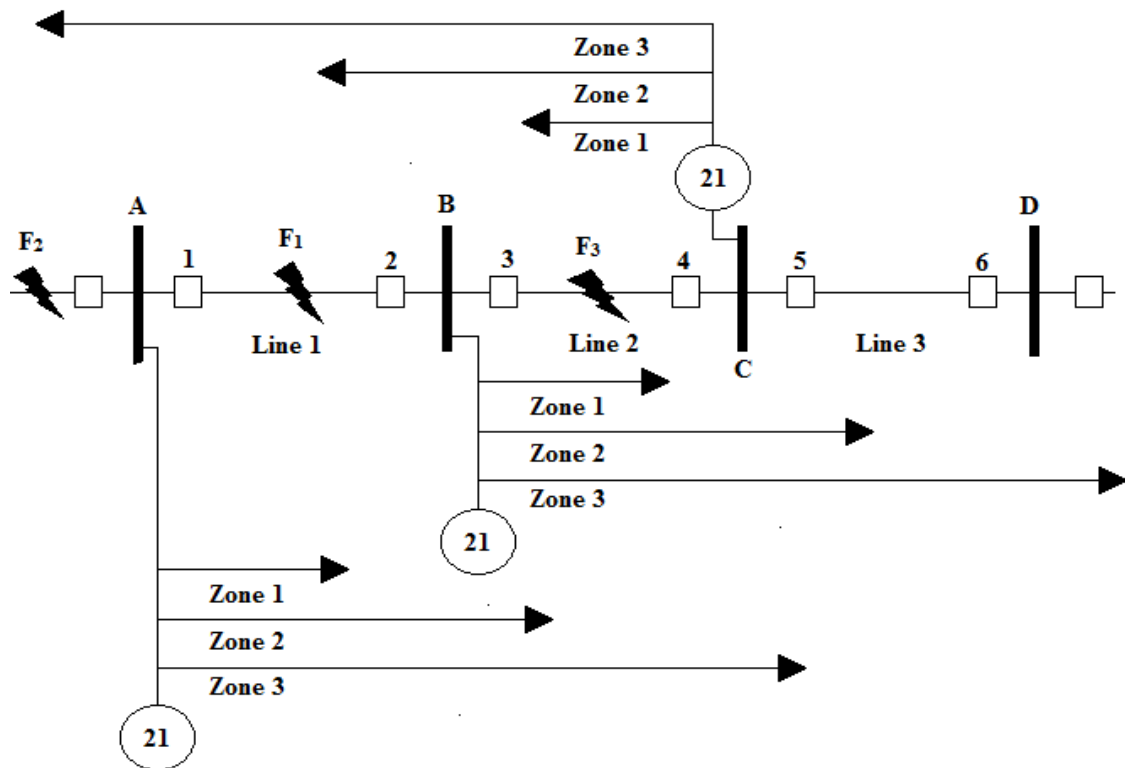 Zone 3
Zone 2
Zone 1
21
A
B
D
F₂
1
F₁
2
3
F₃
4
5
6
Line 1
Line 2
C
Line 3
Zone 1
Zone 2
Zone 3
21
Zone 1
Zone 2
Zone 3
21